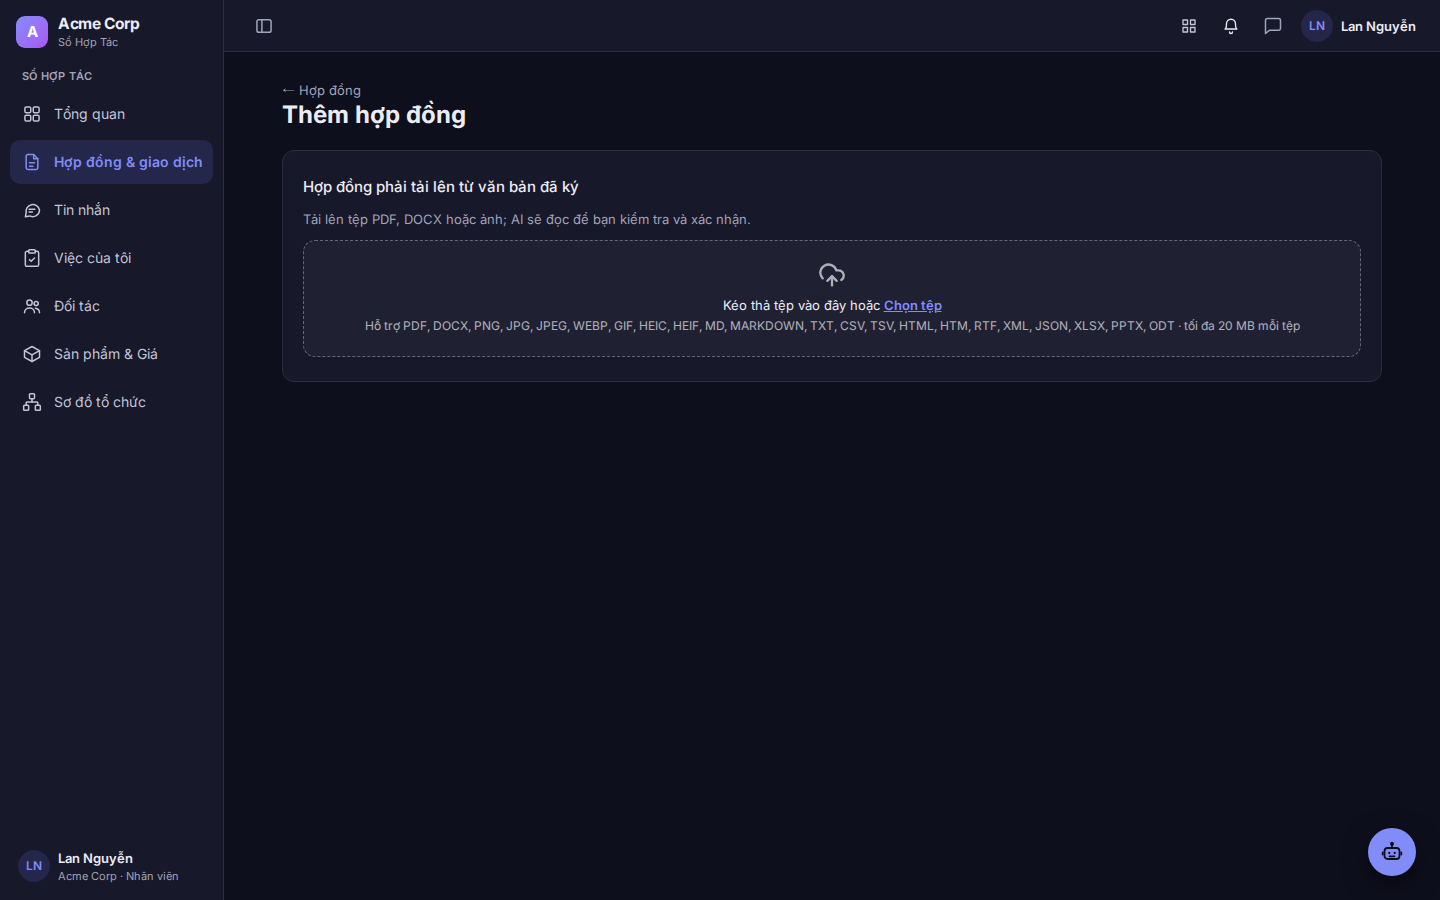 A
Acme Corp
Sổ Hợp Tác
SỔ HỢP TÁC
Tổng quan
Hợp đồng & giao dịch
Tin nhắn
Việc của tôi
Đối tác
Sản phẩm & Giá
Sơ đồ tổ chức
LN
Lan Nguyễn
Acme Corp · Nhân viên
LN
Lan Nguyễn
← Hợp đồng
Thêm hợp đồng
Hợp đồng phải tải lên từ văn bản đã ký
Tải lên tệp PDF, DOCX hoặc ảnh; AI sẽ đọc để bạn kiểm tra và xác nhận.
Kéo thả tệp vào đây hoặc Chọn tệp
Hỗ trợ PDF, DOCX, PNG, JPG, JPEG, WEBP, GIF, HEIC, HEIF, MD, MARKDOWN, TXT, CSV, TSV, HTML, HTM, RTF, XML, JSON, XLSX, PPTX, ODT · tối đa 20 MB mỗi tệp